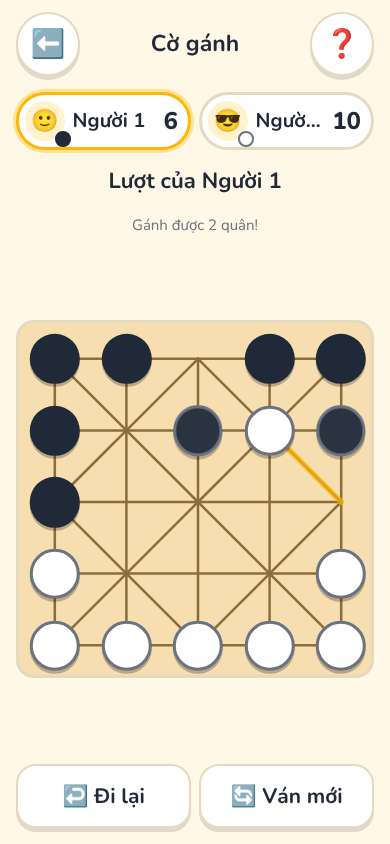 Cờ gánh
Người 1 6
Ngườ... 10
Lượt của Người 1
Gánh được 2 quân!
Đi lại
Ván mới